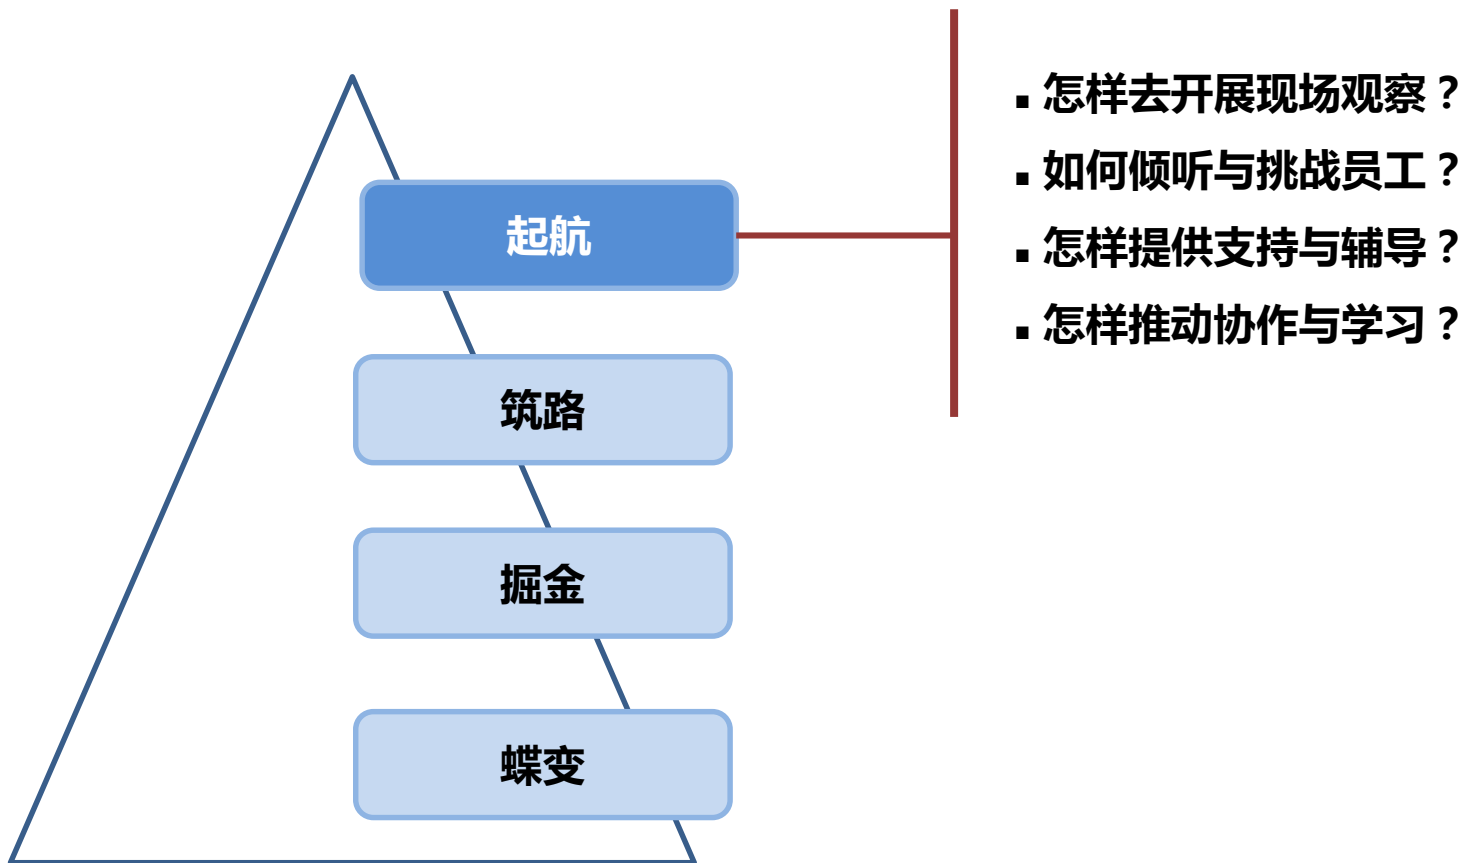 起航
筑路
掘金
蝶变
▪ 怎样去开展现场观察？
▪ 如何倾听与挑战员工？
▪ 怎样提供支持与辅导？
▪ 怎样推动协作与学习？